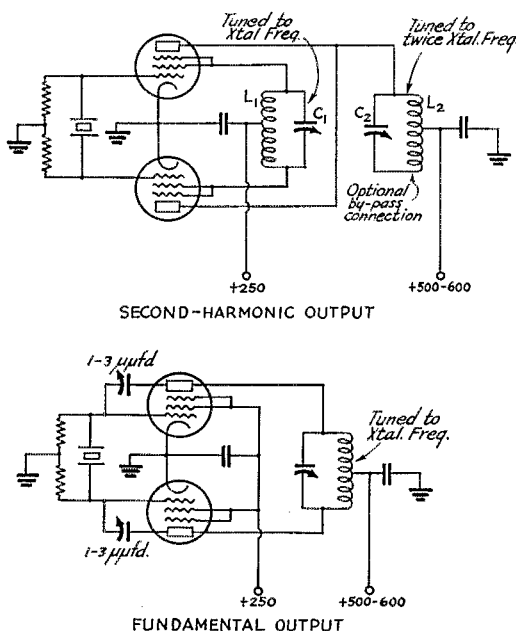 Tuned to
Xtal Freq.
Tuned to
twice Xtal. Freq.
L1
C1
C2
L2
Optional
by-pass
connection
+250
+500-600
SECOND-HARMONIC OUTPUT
1-3 μμfd.
Tuned to
Xtal. Freq.
1-3 μμfd.
+250
+500-600
FUNDAMENTAL OUTPUT